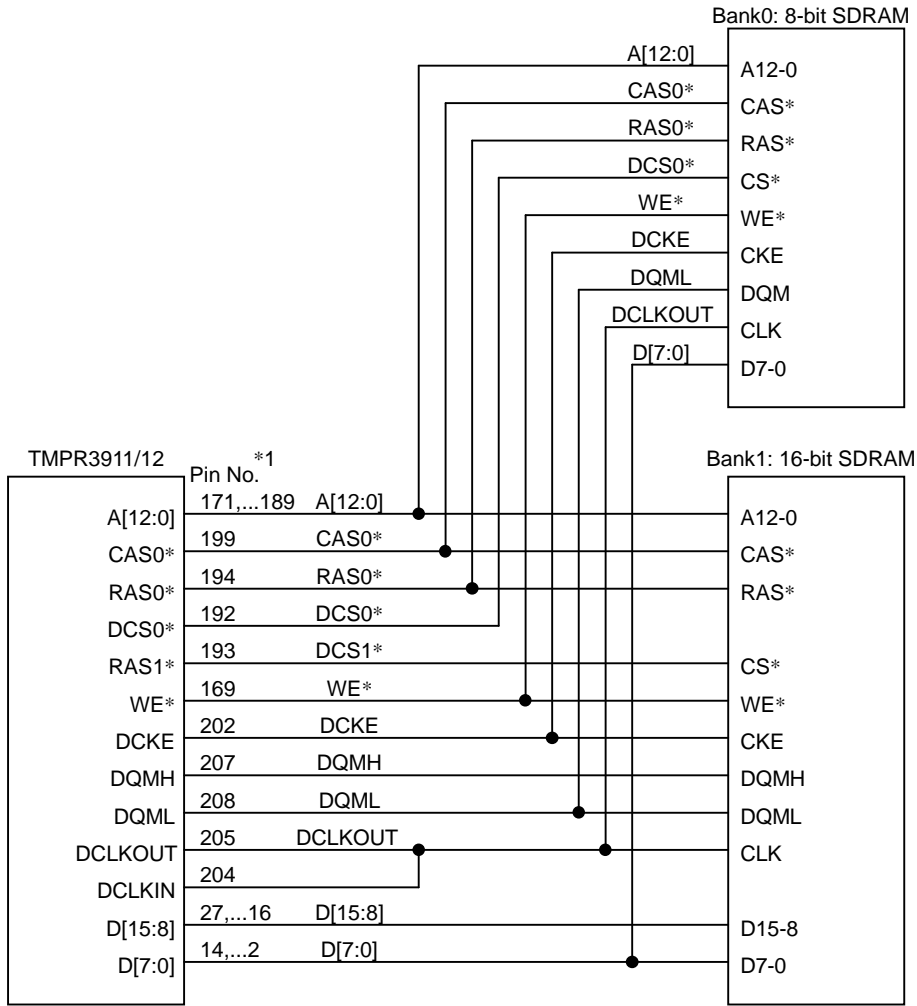 Bank0: 8-bit SDRAM
A[12:0] A12-0
CAS0* CAS*
RAS0* RAS*
DCS0* CS*
WE* WE*
DCKE CKE
DQML DQM
DCLKOUT CLK
D[7:0] D7-0
TMPR3911/12 *1 Bank1: 16-bit SDRAM
Pin No.
A[12:0] 171,...189 A[12:0] A12-0
CAS0* 199 CAS0* CAS*
RAS0* 194 RAS0* RAS*
DCS0* 192 DCS0*
RAS1* 193 DCS1* CS*
WE* 169 WE* WE*
DCKE 202 DCKE CKE
DQMH 207 DQMH DQMH
DQML 208 DQML DQML
DCLKOUT 205 DCLKOUT CLK
DCLKIN 204
D[15:8] 27,...16 D[15:8] D15-8
D[7:0] 14,...2 D[7:0] D7-0